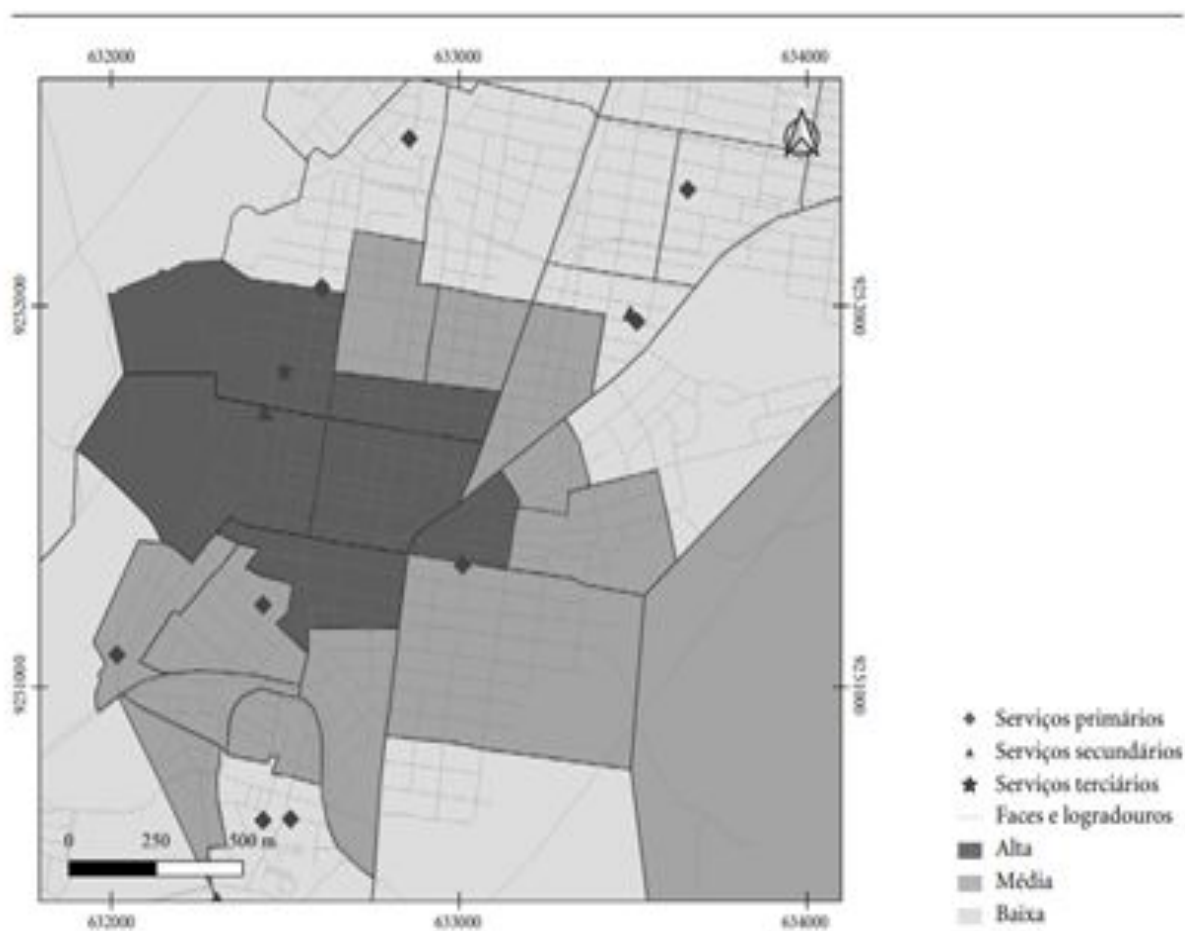 632000 633000 634000
9252000 9252000
9251000 9251000
Serviços primários
Serviços secundários
Serviços terciários
Faces e logradouros
Alta
Média
Baixa
0 250 500 m
632000 633000 634000